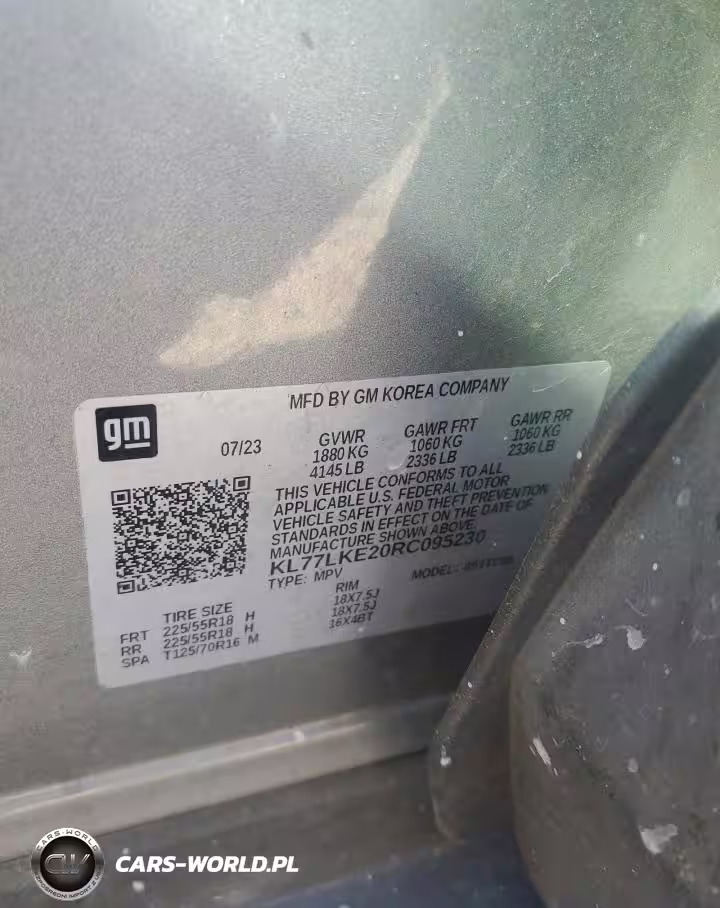 MFD BY GM KOREA COMPANY
gm
07/23
GVWR
1880 KG
4145 LB
GAWR FRT
1060 KG
2336 LB
GAWR RR
1060 KG
2336 LB
THIS VEHICLE CONFORMS TO ALL
APPLICABLE U.S. FEDERAL MOTOR
VEHICLE SAFETY AND THEFT PREVENTION
STANDARDS IN EFFECT ON THE DATE OF
MANUFACTURE SHOWN ABOVE.
KL77LKE20RC095230
TYPE: MPV MODEL:
TIRE SIZE RIM
FRT 225/55R18 H 18X7.5J
RR 225/55R18 H 18X7.5J
SPA T125/70R16 M 16X4BT
CARS-WORLD
CARS-WORLD.PL